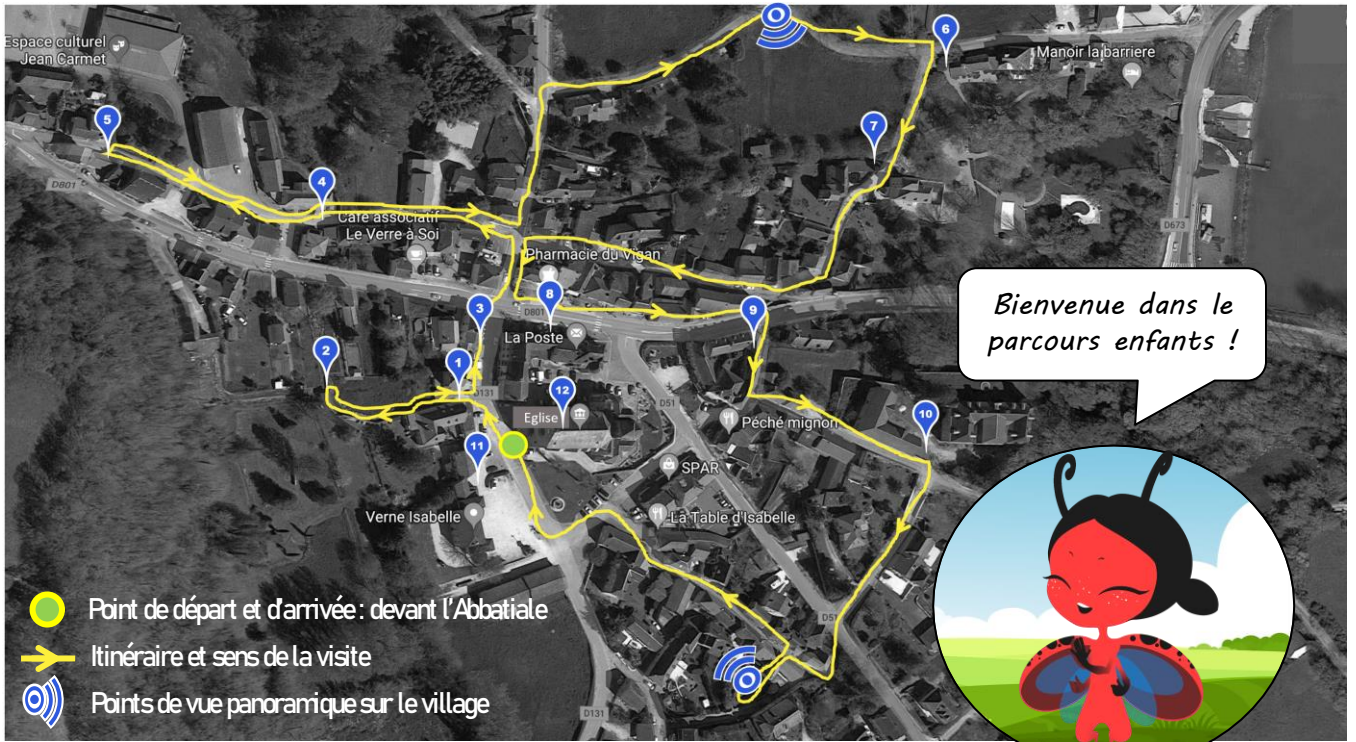 Espace culturel
Jean Carmet
6
Manoir la barriere
5
7
D801
4
D673
Café associatif
Le Verre à Soi
Pharmacie du Vigan
8
D801
3
9
La Poste
2
1
D131
12
D51
Eglise
Péché mignon
10
11
SPAR
Verne Isabelle
La Table d'Isabelle
D51
D131
Bienvenue dans le
parcours enfants !
Point de départ et d'arrivée : devant l'Abbatiale
Itinéraire et sens de la visite
Points de vue panoramique sur le village